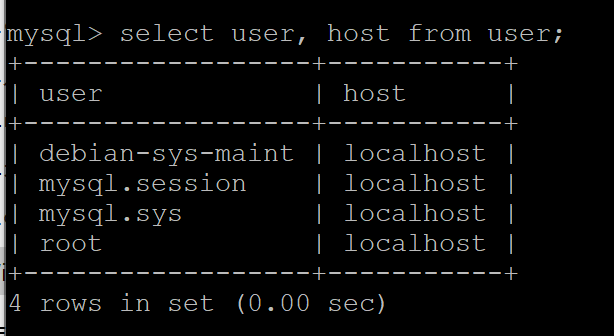 mysql> select user, host from user;
+------------------+-----------+
| user             | host      |
+------------------+-----------+
| debian-sys-maint | localhost |
| mysql.session    | localhost |
| mysql.sys        | localhost |
| root             | localhost |
+------------------+-----------+
4 rows in set (0.00 sec)